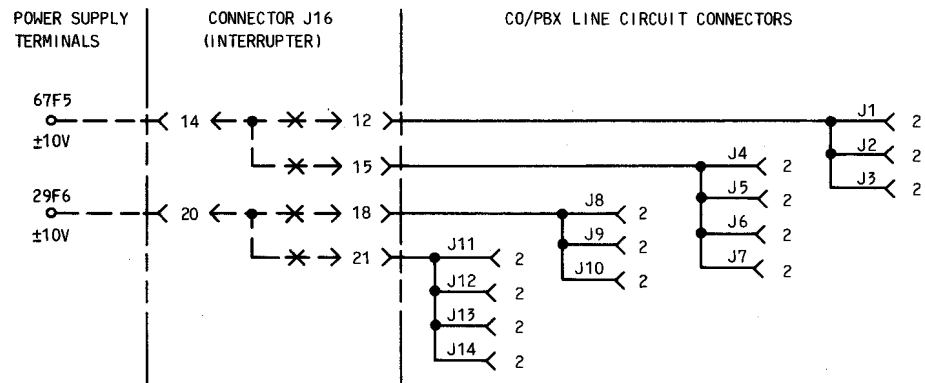 POWER SUPPLY TERMINALS
CONNECTOR J16 (INTERRUPTER)
CO/PBX LINE CIRCUIT CONNECTORS
67F5
±10V
14
12
J1 2
J2 2
J3 2
15
J4 2
J5 2
J6 2
J7 2
29F6
±10V
20
18
J8 2
J9 2
J10 2
21
J11 2
J12 2
J13 2
J14 2